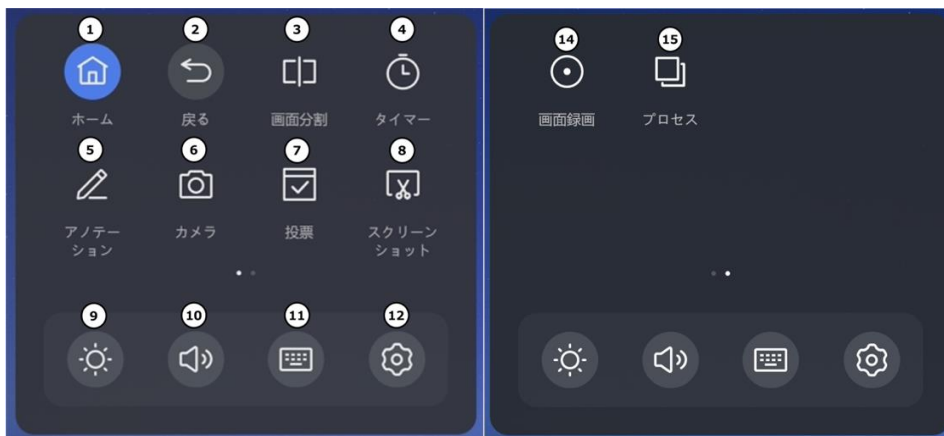 1 2 3 4
ホーム 戻る 画面分割 タイマー
5 6 7 8
アノテー
ション
カメラ 投票
スクリーン
ショット
9 10 11 12
14 15
画面録画 プロセス